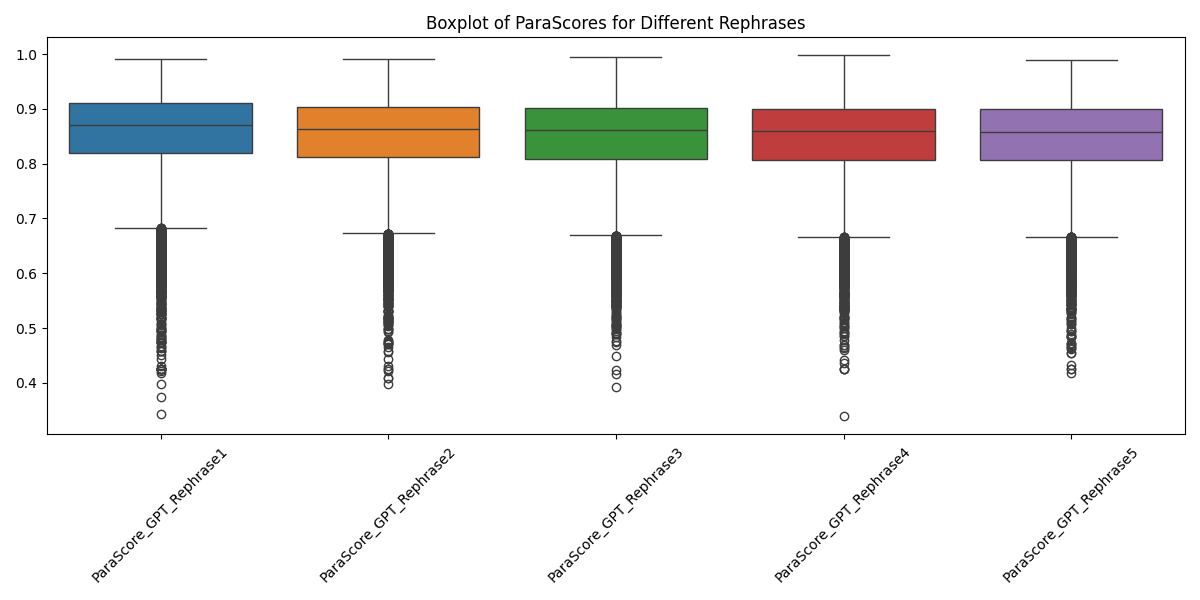 Boxplot of ParaScores for Different Rephrases
1.0
0.9
0.8
0.7
0.6
0.5
0.4
ParaScore_GPT_Rephrase1
ParaScore_GPT_Rephrase2
ParaScore_GPT_Rephrase3
ParaScore_GPT_Rephrase4
ParaScore_GPT_Rephrase5